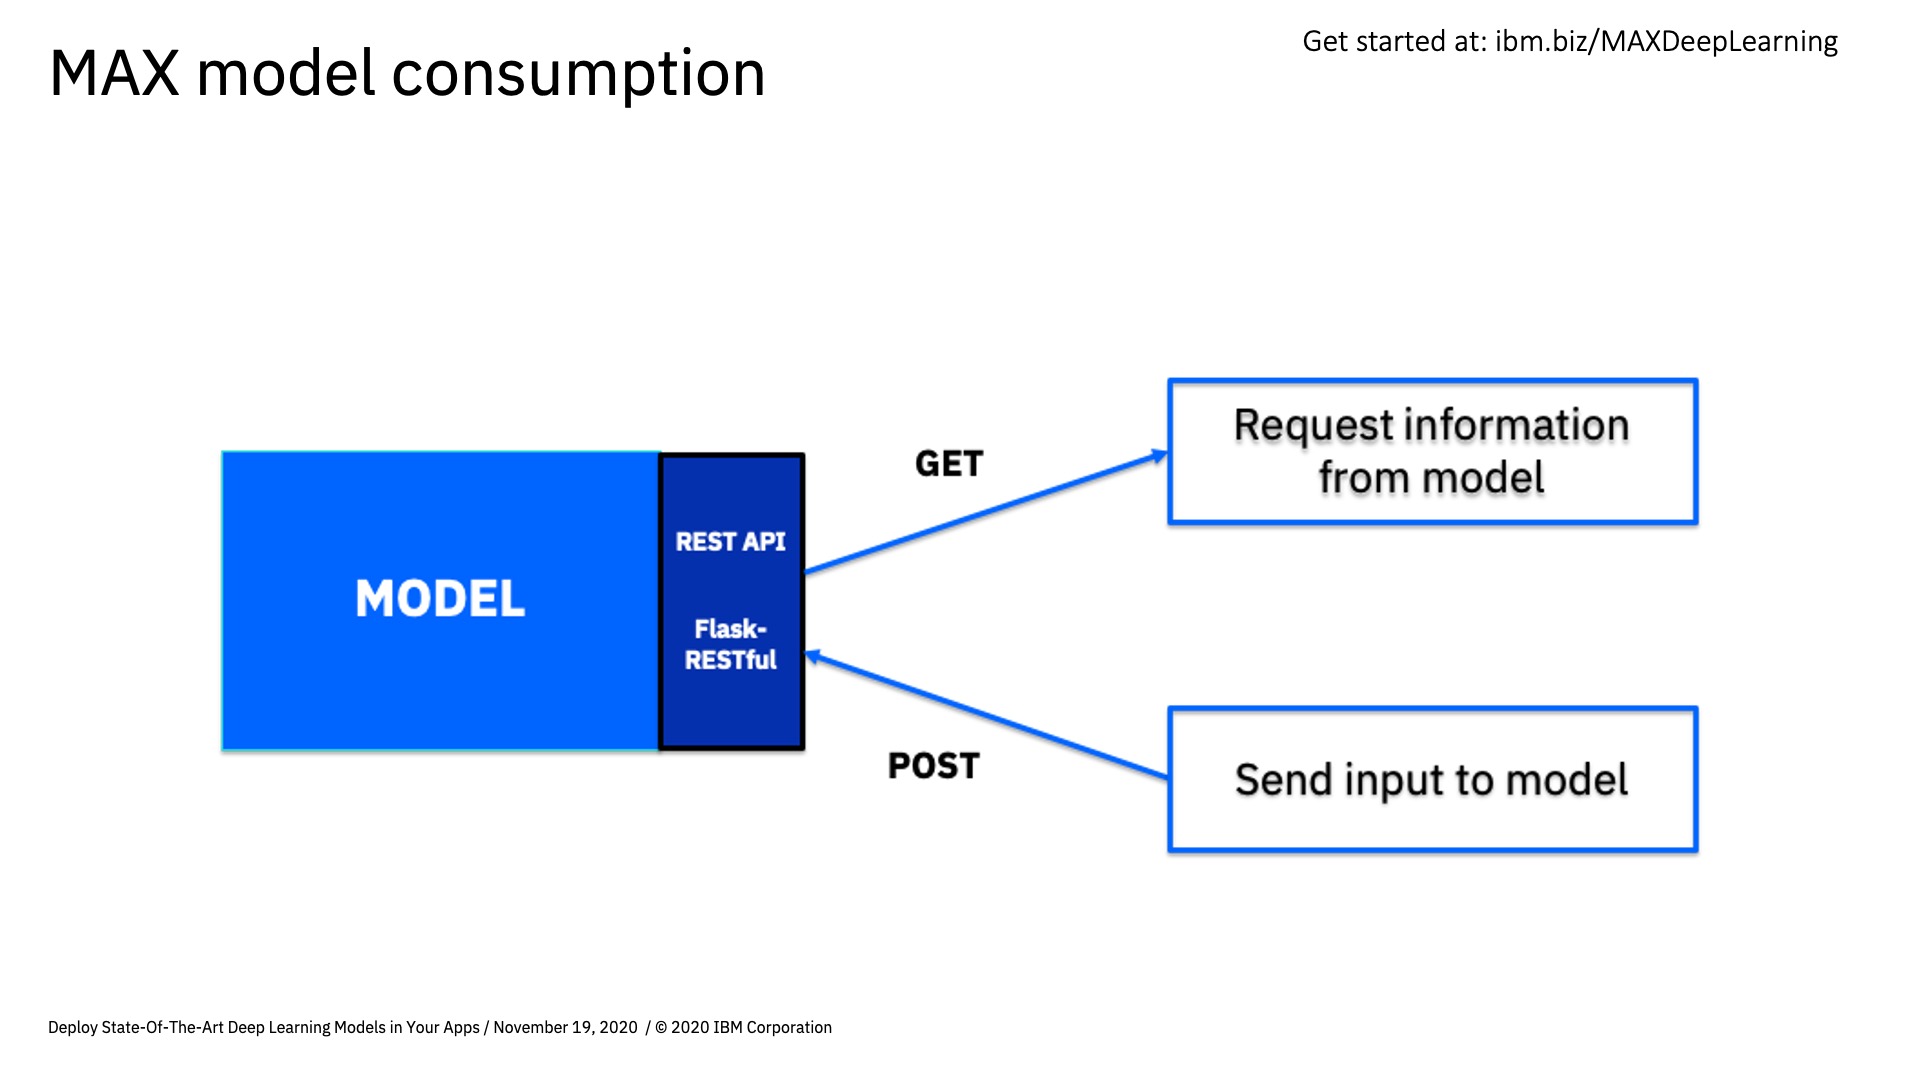 MAX model consumption
Get started at: ibm.biz/MAXDeepLearning
MODEL
REST API
Flask-
RESTful
GET
Request information
from model
POST
Send input to model
Deploy State-Of-The-Art Deep Learning Models in Your Apps / November 19, 2020 / © 2020 IBM Corporation